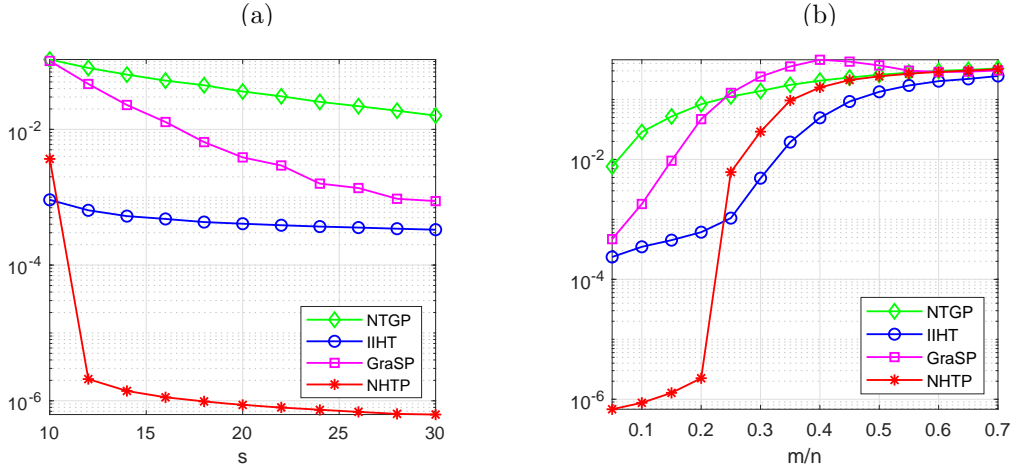 (a)
10^-2
10^-4
10^-6
10
15
20
25
30
s
NTGP
IIHT
GraSP
NHTP
(b)
10^-2
10^-4
10^-6
0.1
0.2
0.3
0.4
0.5
0.6
0.7
m/n
NTGP
IIHT
GraSP
NHTP